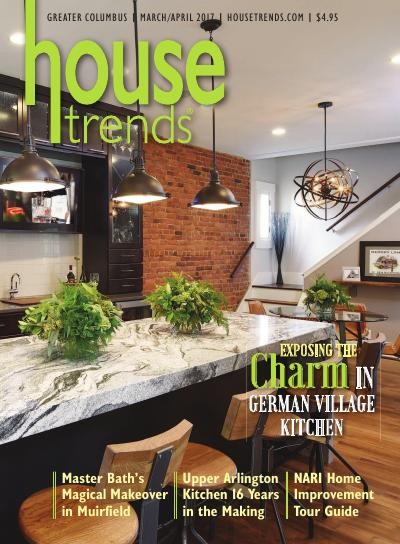 GREATER COLUMBUS | MARCH/APRIL 2017 | HOUSETRENDS.COM | $4.95
house
trends®
EXPOSING THE
Charm IN
GERMAN VILLAGE
KITCHEN
Master Bath's
Magical Makeover
in Muirfield
Upper Arlington
Kitchen 16 Years
in the Making
NARI Home
Improvement
Tour Guide